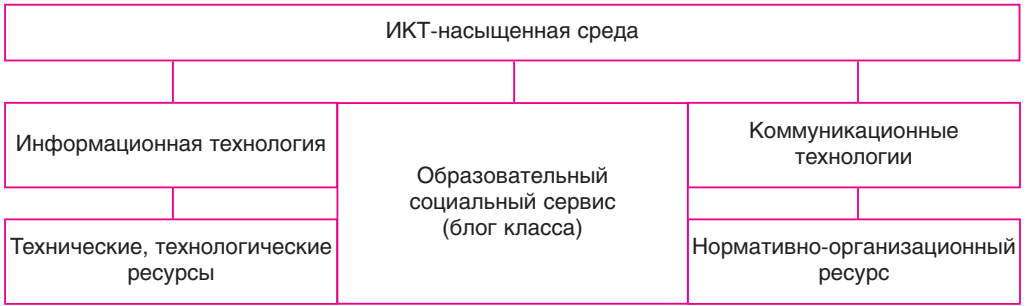 ИКТ-насыщенная среда
Информационная технология
Образовательный
социальный сервис
(блог класса)
Коммуникационные
технологии
Технические, технологические
ресурсы
Нормативно-организационный
ресурс